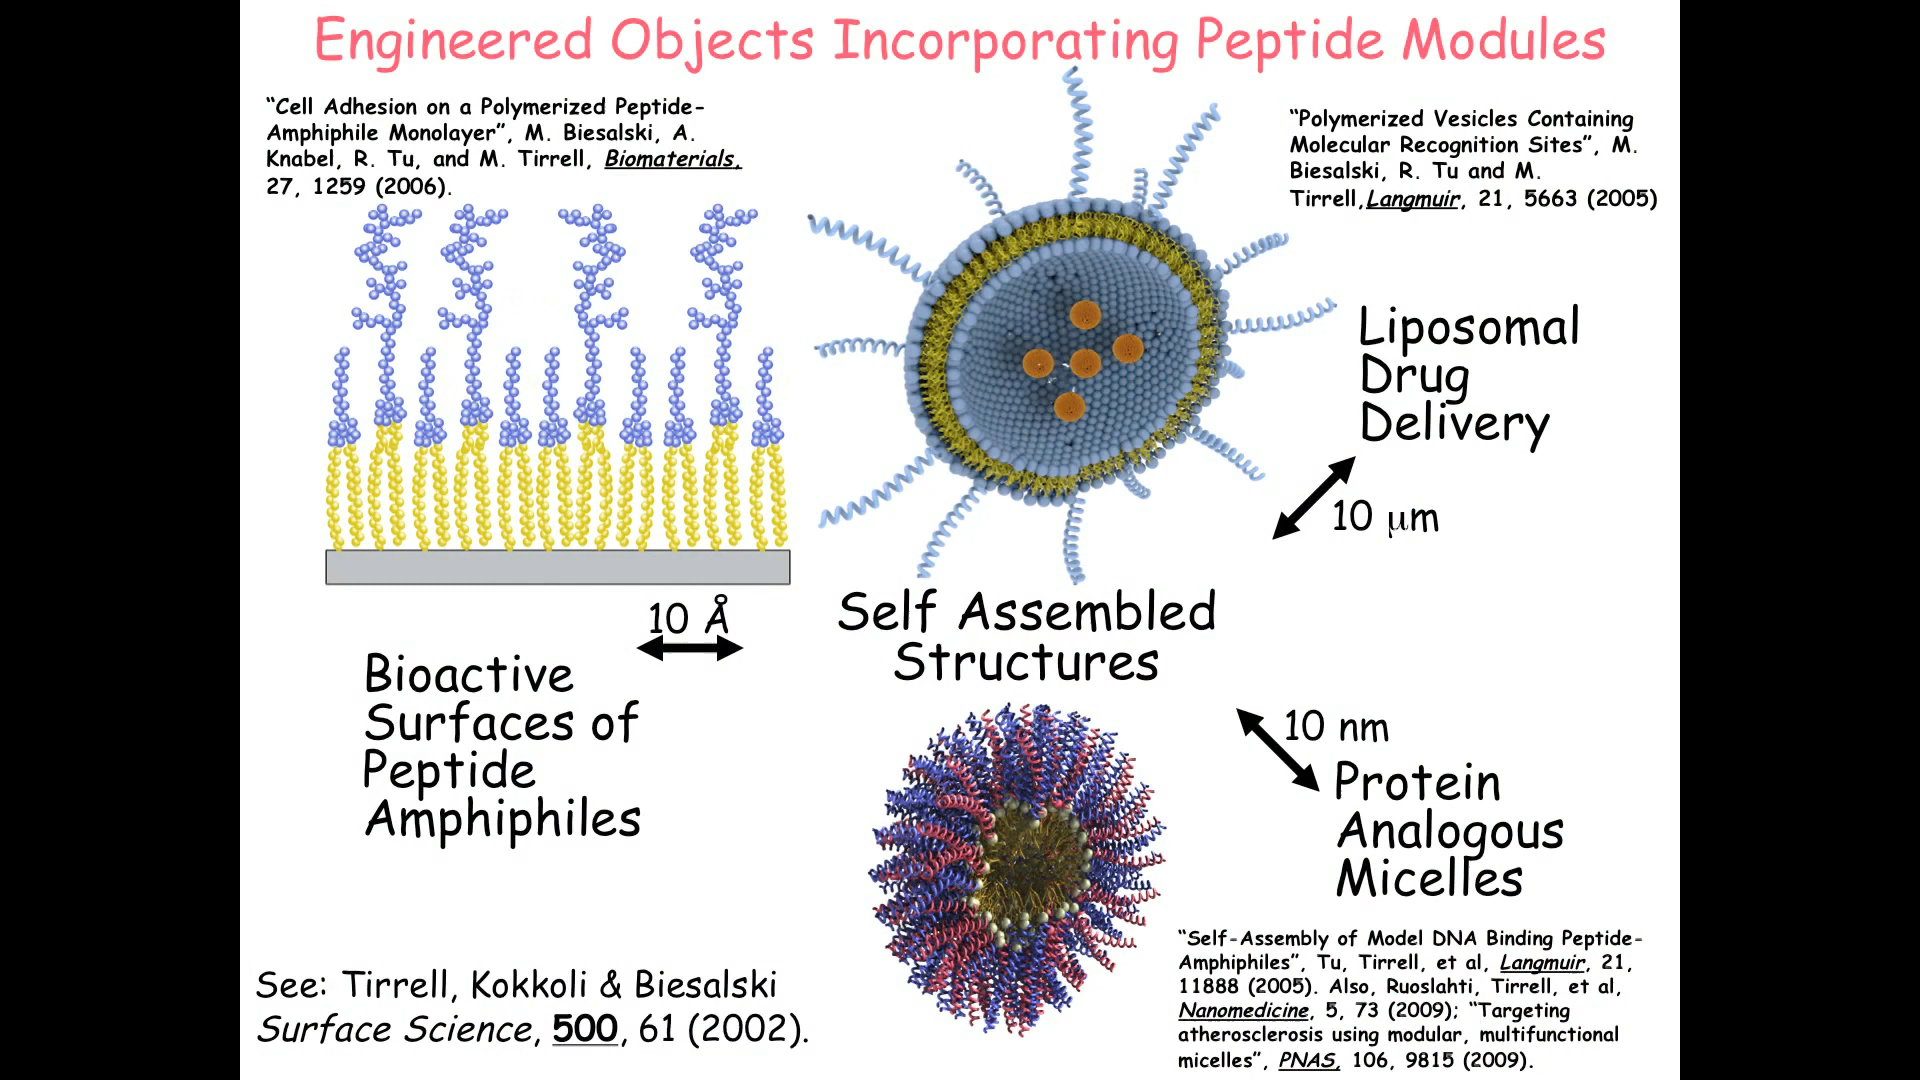 Engineered Objects Incorporating Peptide Modules
“Cell Adhesion on a Polymerized Peptide-
Amphiphile Monolayer”, M. Biesalski, A.
Knabel, R. Tu, and M. Tirrell, Biomaterials,
27, 1259 (2006).
“Polymerized Vesicles Containing
Molecular Recognition Sites”, M.
Biesalski, R. Tu and M.
Tirrell,Langmuir, 21, 5663 (2005)
Liposomal
Drug
Delivery
10 μm
10 Å
Bioactive
Surfaces of
Peptide
Amphiphiles
Self Assembled
Structures
10 nm
Protein
Analogous
Micelles
See: Tirrell, Kokkoli & Biesalski
Surface Science, 500, 61 (2002).
“Self-Assembly of Model DNA Binding Peptide-
Amphiphiles”, Tu, Tirrell, et al, Langmuir, 21,
11888 (2005). Also, Ruoslahti, Tirrell, et al,
Nanomedicine, 5, 73 (2009); “Targeting
atherosclerosis using modular, multifunctional
micelles”, PNAS, 106, 9815 (2009).